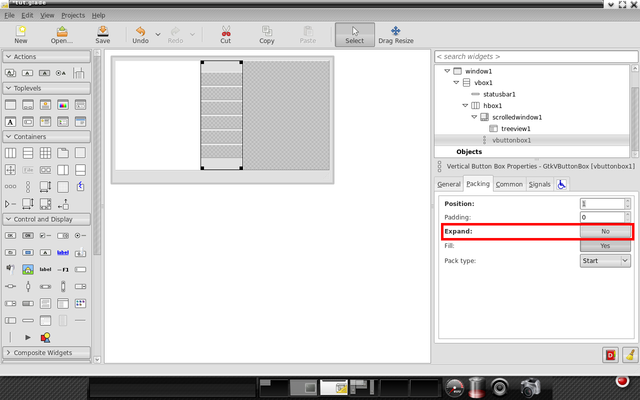 *tut.glade
File Edit View Projects Help
New Open... Save Undo Redo Cut Copy Paste Select Drag Resize
Actions
Toplevels
Containers
Control and Display
label
label
Composite Widgets
< search widgets >
window1
vbox1
statusbar1
hbox1
scrolledwindow1
treeview1
vbuttonbox1
Objects
Vertical Button Box Properties - GtkVButtonBox [vbuttonbox1]
General Packing Common Signals
Position: 1
Padding: 0
Expand: No
Fill: Yes
Pack type: Start